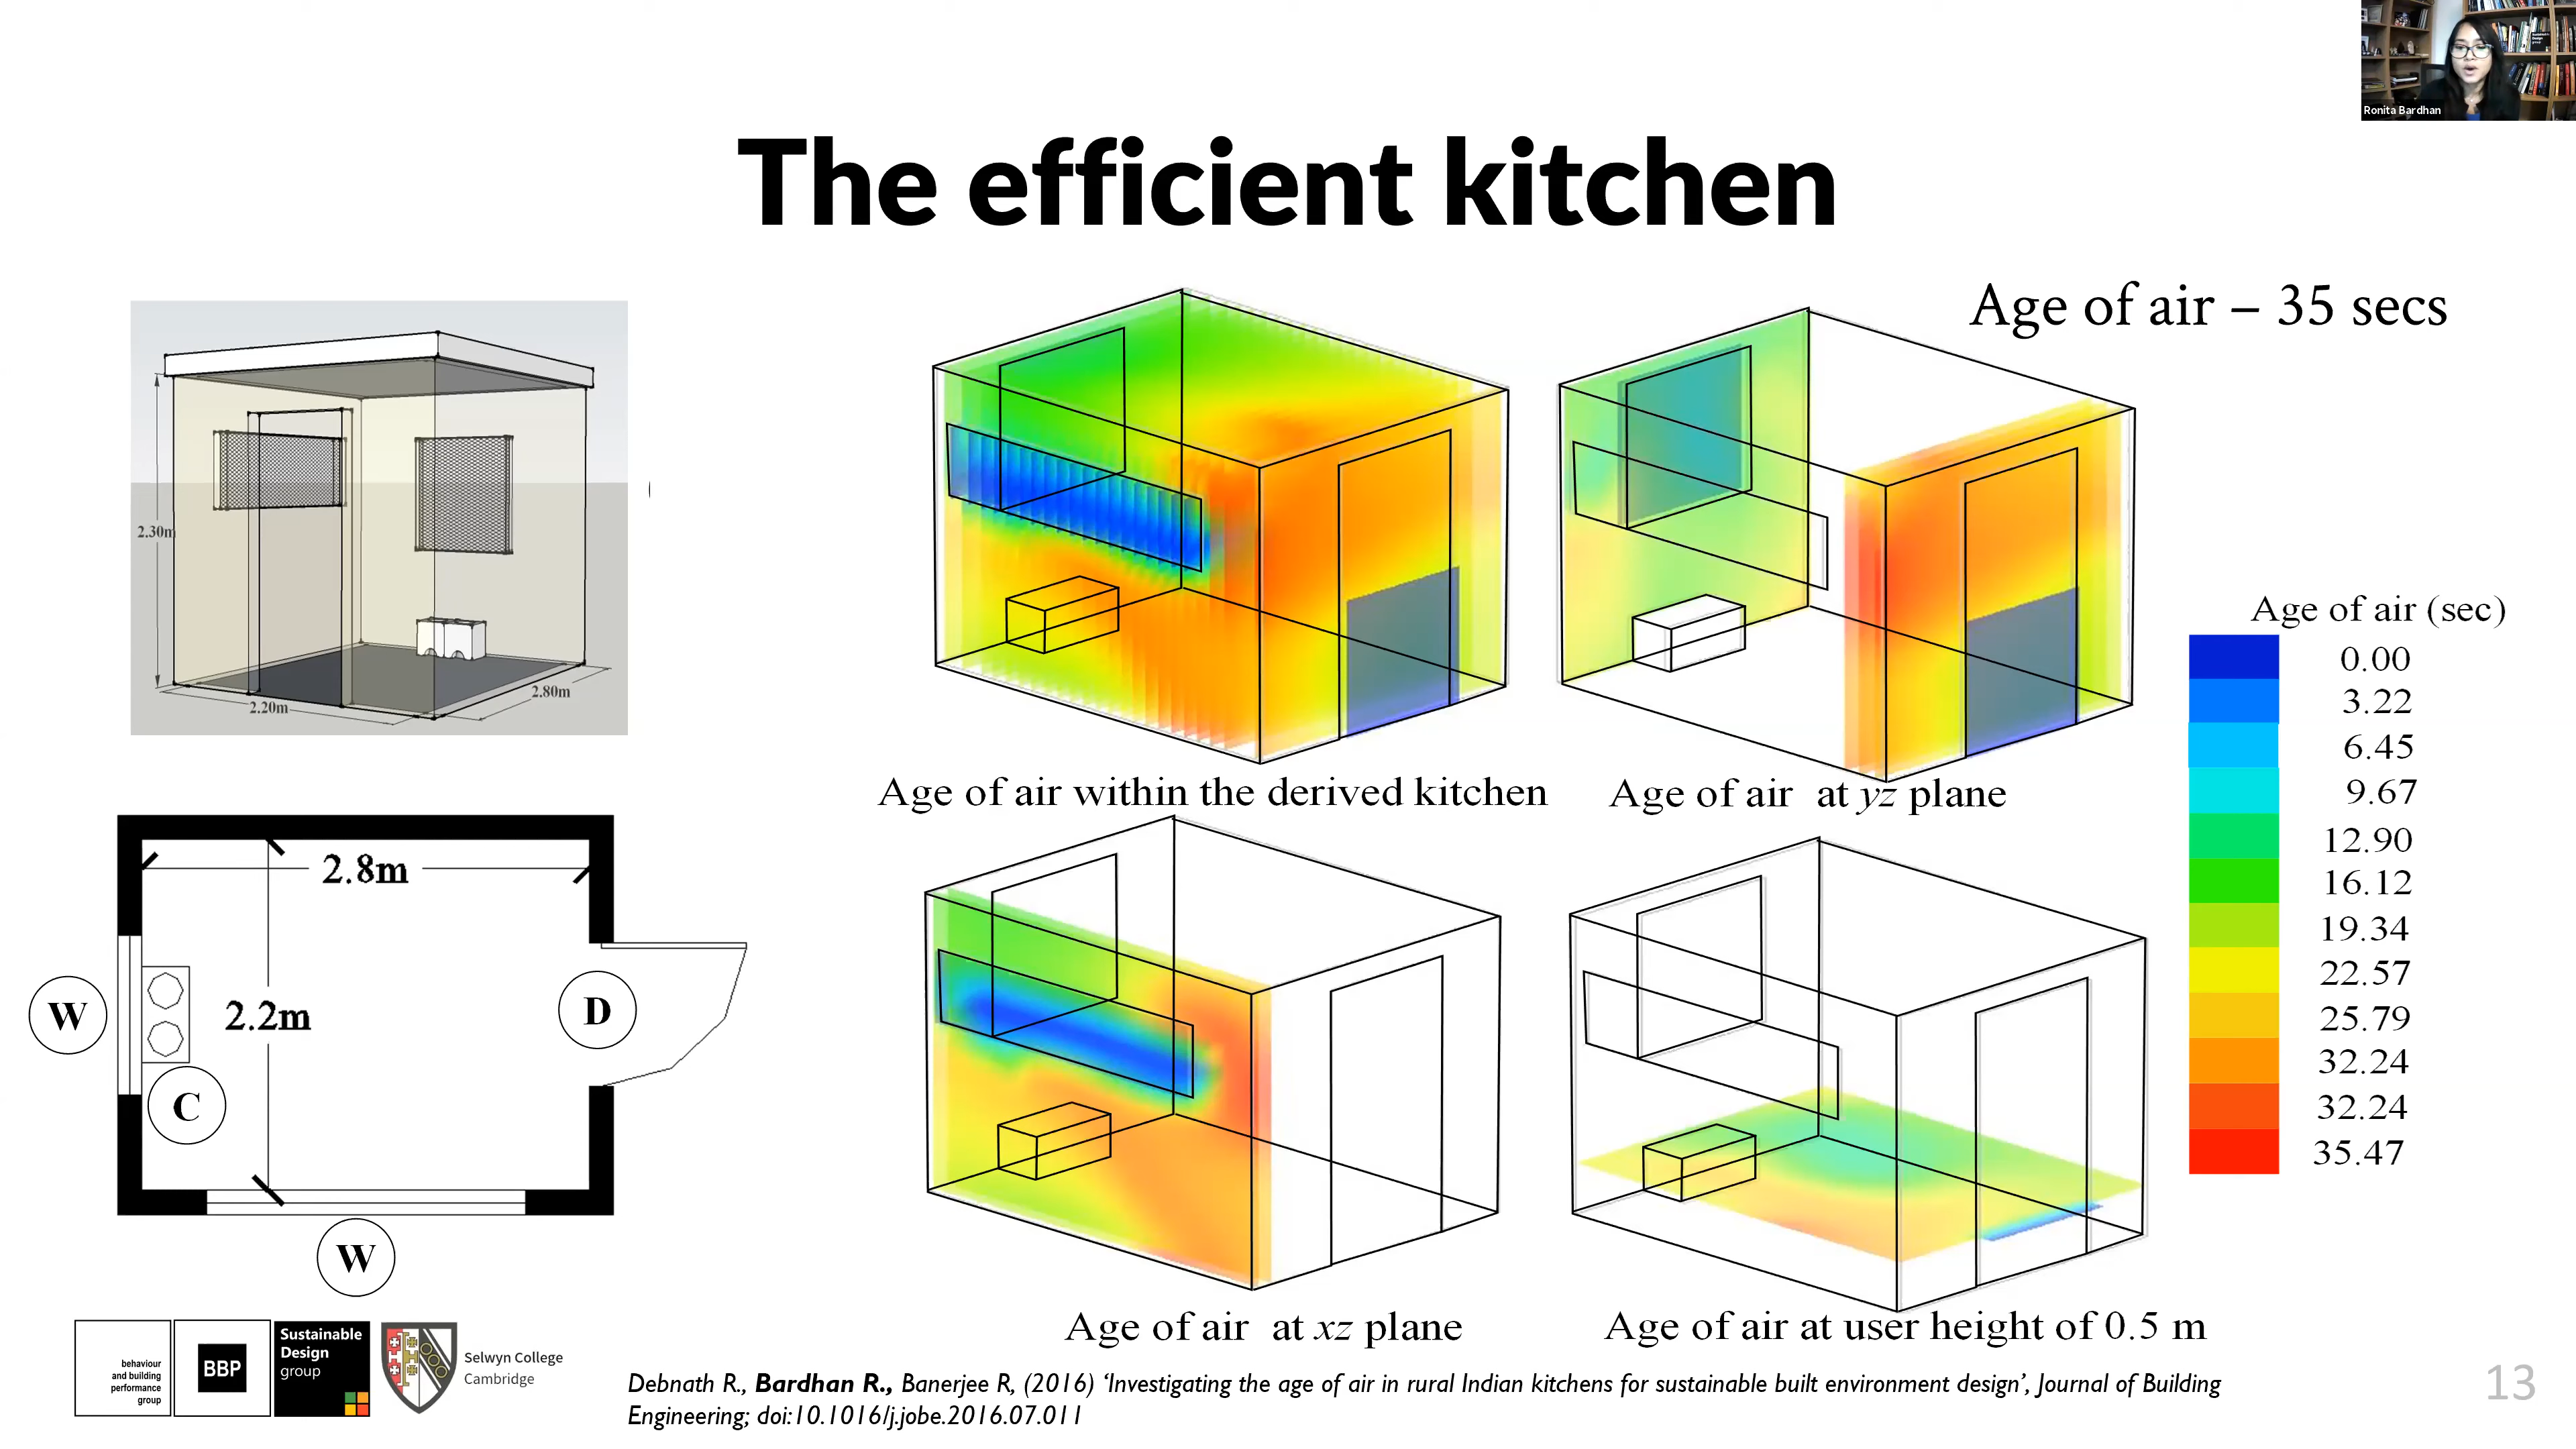 Ronita Bardhan
The efficient kitchen
Age of air – 35 secs
2.30m
2.20m
2.80m
Age of air within the derived kitchen
Age of air at yz plane
Age of air (sec)
0.00
3.22
6.45
9.67
12.90
16.12
19.34
22.57
25.79
32.24
32.24
35.47
2.8m
2.2m
W
C
D
W
Age of air at xz plane
Age of air at user height of 0.5 m
behaviour
and building
performance
group
BBP
Sustainable
Design
group
Selwyn College
Cambridge
Debnath R., Bardhan R., Banerjee R, (2016) ‘Investigating the age of air in rural Indian kitchens for sustainable built environment design’, Journal of Building
Engineering; doi:10.1016/j.jobe.2016.07.011
13